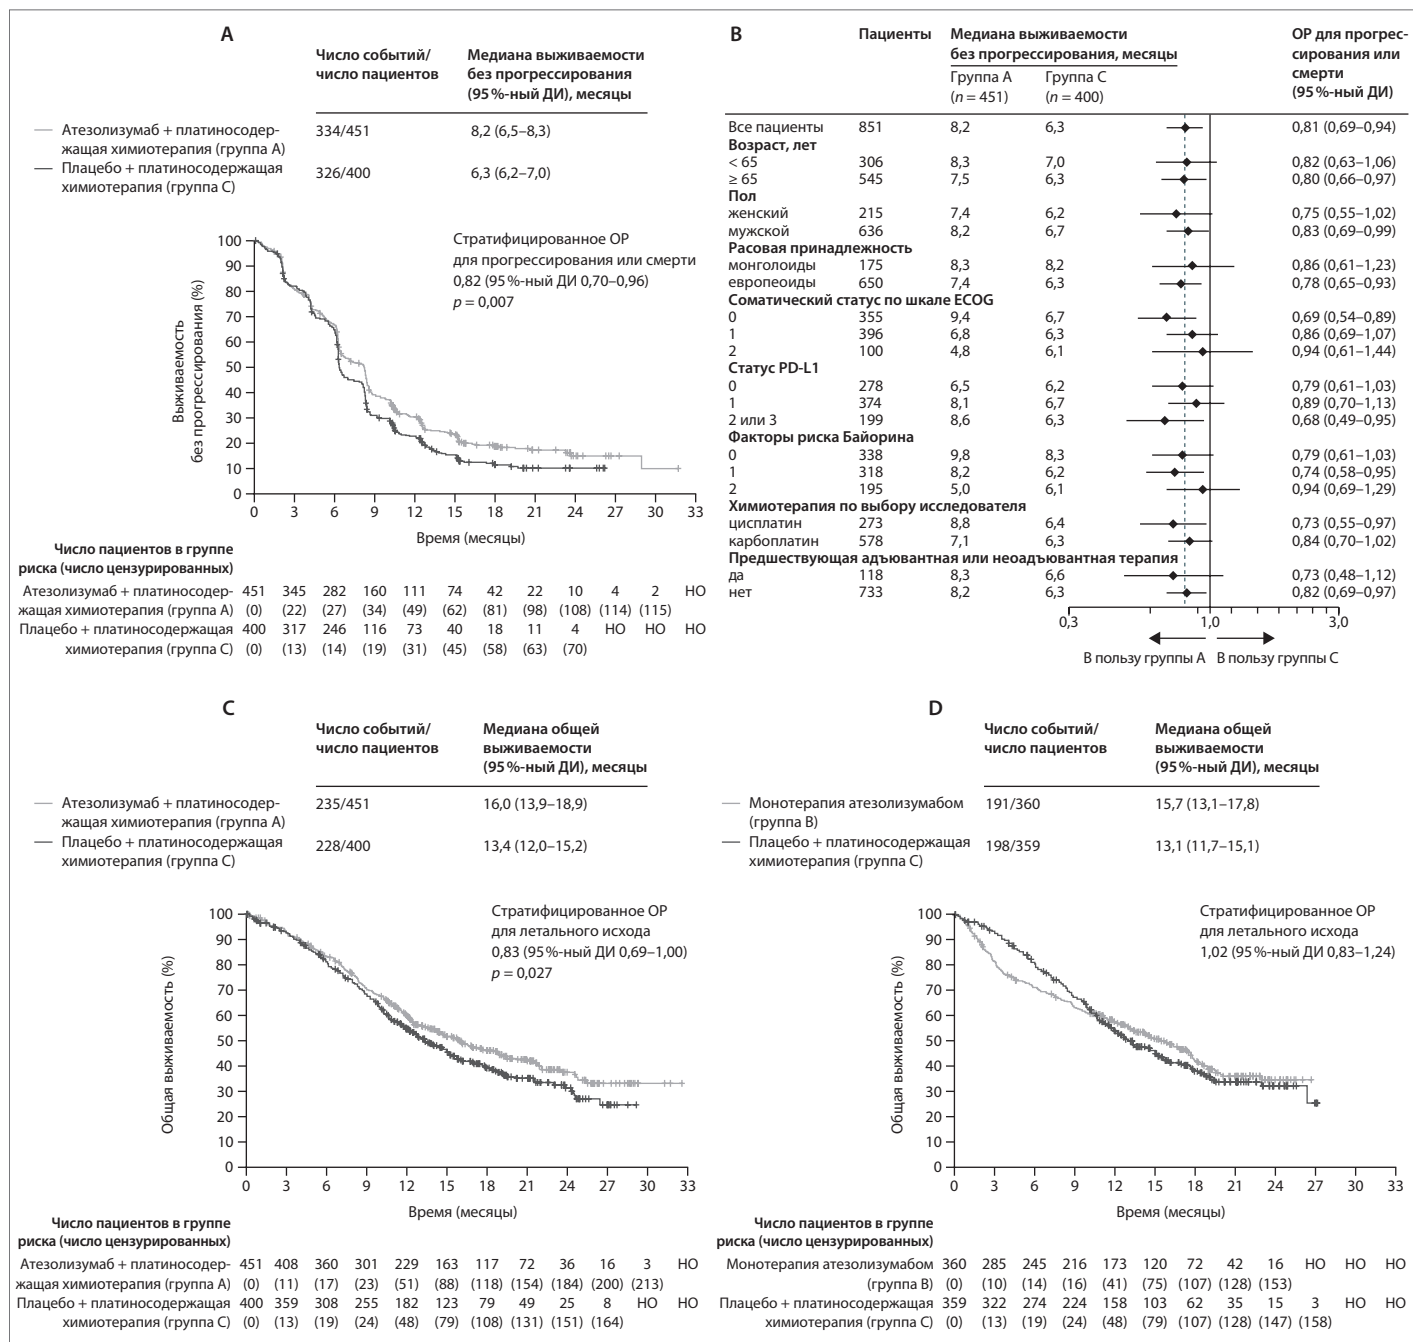 A
Число событий/ Медиана выживаемости
число пациентов без прогрессирования
(95 %-ный ДИ), месяцы
Атезолизумаб + платиносодер- 334/451 8,2 (6,5–8,3)
жащая химиотерапия (группа A)
Плацебо + платиносодержащая 326/400 6,3 (6,2–7,0)
химиотерапия (группа C)
Стратифицированное ОР
для прогрессирования или смерти
0,82 (95 %-ный ДИ 0,70–0,96)
p = 0,007
Выживаемость
без прогрессирования (%)
100
90
80
70
60
50
40
30
20
10
0
0 3 6 9 12 15 18 21 24 27 30 33
Время (месяцы)
Число пациентов в группе
риска (число цензурированных)
Атезолизумаб + платиносодер- 451 345 282 160 111 74 42 22 10 4 2 НО
жащая химиотерапия (группа A) (0) (22) (27) (34) (49) (62) (81) (98) (108) (114) (115)
Плацебо + платиносодержащая 400 317 246 116 73 40 18 11 4 НО НО НО
химиотерапия (группа C) (0) (13) (14) (19) (31) (45) (58) (63) (70)
B
Пациенты Медиана выживаемости ОР для прогрес-
без прогрессирования, месяцы сирования или
Группа A Группа C смерти
(n = 451) (n = 400) (95 %-ный ДИ)
Все пациенты 851 8,2 6,3 0,81 (0,69–0,94)
Возраст, лет
< 65 306 8,3 7,0 0,82 (0,63–1,06)
≥ 65 545 7,5 6,3 0,80 (0,66–0,97)
Пол
женский 215 7,4 6,2 0,75 (0,55–1,02)
мужской 636 8,2 6,7 0,83 (0,69–0,99)
Расовая принадлежность
монголоиды 175 8,3 8,2 0,86 (0,61–1,23)
европеоиды 650 7,4 6,3 0,78 (0,65–0,93)
Соматический статус по шкале ECOG
0 355 9,4 6,7 0,69 (0,54–0,89)
1 396 6,8 6,3 0,86 (0,69–1,07)
2 100 4,8 6,1 0,94 (0,61–1,44)
Статус PD-L1
0 278 6,5 6,2 0,79 (0,61–1,03)
1 374 8,1 6,7 0,89 (0,70–1,13)
2 или 3 199 8,6 6,3 0,68 (0,49–0,95)
Факторы риска Байорина
0 338 9,8 8,3 0,79 (0,61–1,03)
1 318 8,2 6,2 0,74 (0,58–0,95)
2 195 5,0 6,1 0,94 (0,69–1,29)
Химиотерапия по выбору исследователя
цисплатин 273 8,8 6,4 0,73 (0,55–0,97)
карбоплатин 578 7,1 6,3 0,84 (0,70–1,02)
Предшествующая адъювантная или неоадъювантная терапия
да 118 8,3 6,6 0,73 (0,48–1,12)
нет 733 8,2 6,3 0,82 (0,69–0,97)
0,3 1,0 3,0
В пользу группы A В пользу группы C
C
Число событий/ Медиана общей
число пациентов выживаемости
(95 %-ный ДИ), месяцы
Атезолизумаб + платиносодер- 235/451 16,0 (13,9–18,9)
жащая химиотерапия (группа A)
Плацебо + платиносодержащая 228/400 13,4 (12,0–15,2)
химиотерапия (группа C)
Стратифицированное ОР
для летального исхода
0,83 (95 %-ный ДИ 0,69–1,00)
p = 0,027
Общая выживаемость (%)
100
90
80
70
60
50
40
30
20
10
0
0 3 6 9 12 15 18 21 24 27 30 33
Время (месяцы)
Число пациентов в группе
риска (число цензурированных)
Атезолизумаб + платиносодер- 451 408 360 301 229 163 117 72 36 16 3 НО
жащая химиотерапия (группа A) (0) (11) (17) (23) (51) (88) (118) (154) (184) (200) (213)
Плацебо + платиносодержащая 400 359 308 255 182 123 79 49 25 8 НО НО
химиотерапия (группа C) (0) (13) (19) (24) (48) (79) (108) (131) (151) (164)
D
Число событий/ Медиана общей
число пациентов выживаемости
(95 %-ный ДИ), месяцы
Монотерапия атезолизумабом 191/360 15,7 (13,1–17,8)
(группа B)
Плацебо + платиносодержащая 198/359 13,1 (11,7–15,1)
химиотерапия (группа C)
Стратифицированное ОР
для летального исхода
1,02 (95 %-ный ДИ 0,83–1,24)
Общая выживаемость (%)
100
90
80
70
60
50
40
30
20
10
0
0 3 6 9 12 15 18 21 24 27 30 33
Время (месяцы)
Число пациентов в группе
риска (число цензурированных)
Монотерапия атезолизумабом 360 285 245 216 173 120 72 42 16 НО НО НО
(группа B) (0) (10) (14) (16) (41) (75) (107) (128) (153)
Плацебо + платиносодержащая 359 322 274 224 158 103 62 35 15 3 НО НО
химиотерапия (группа C) (0) (13) (19) (24) (48) (79) (107) (128) (147) (158)